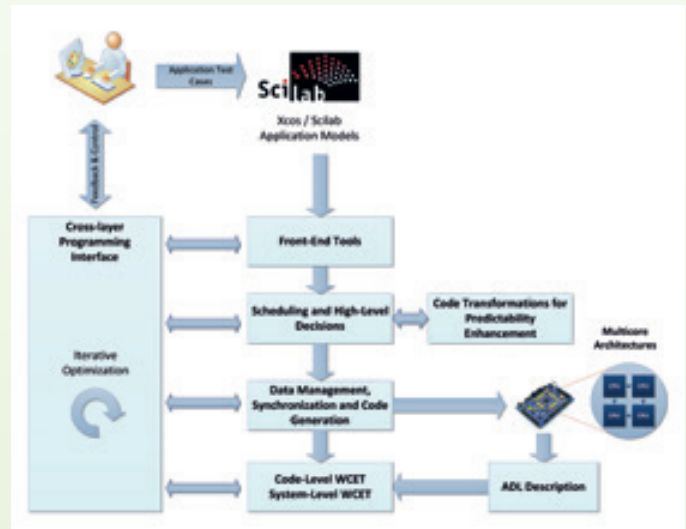 Application Test
Cases
Scilab
Xcos / Scilab
Application Models
Feedback & Control
Cross-layer
Programming
Interface
Front-End Tools
Scheduling and High-Level
Decisions
Code Transformations for
Predictability
Enhancement
Multicore
Architectures
Iterative
Optimization
Data Management,
Synchronization and Code
Generation
Code-Level WCET
System-Level WCET
ADL Description